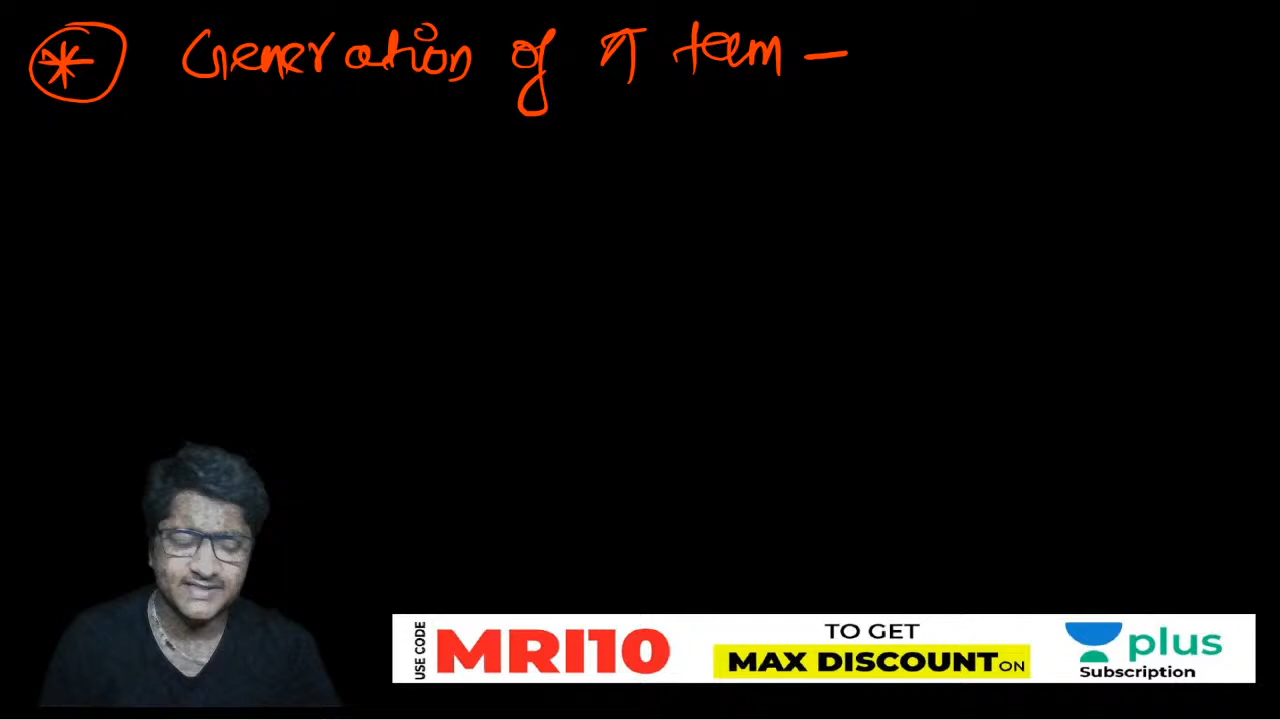 * Generation of π term -
USE CODE
MRI10
TO GET
MAX DISCOUNT ON
plus
Subscription